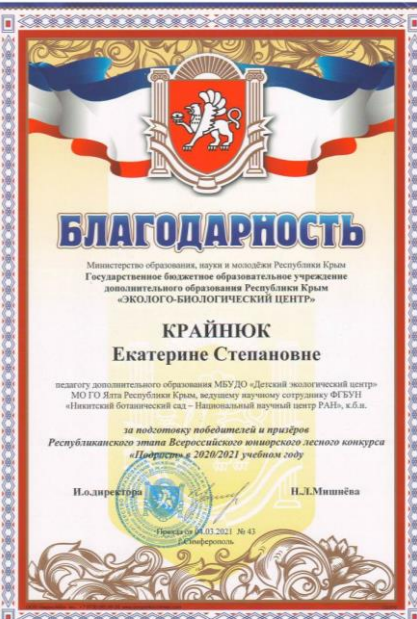 БЛАГОДАРНОСТЬ
Министерство образования, науки и молодёжи Республики Крым
Государственное бюджетное образовательное учреждение
дополнительного образования Республики Крым
«ЭКОЛОГО-БИОЛОГИЧЕСКИЙ ЦЕНТР»
КРАЙНЮК
Екатерине Степановне
педагогу дополнительного образования МБУДО «Детский экологический центр»
МО ГО Ялта Республики Крым, ведущему научному сотруднику ФГБУН
«Никитский ботанический сад – Национальный научный центр РАН», к.б.н.
за подготовку победителей и призёров
Республиканского этапа Всероссийского юниорского лесного конкурса
«Подрост» в 2020/2021 учебном году
И.о.директора Н.Л.Мишнёва
Приказ от 04.03.2021 № 43
г.Симферополь